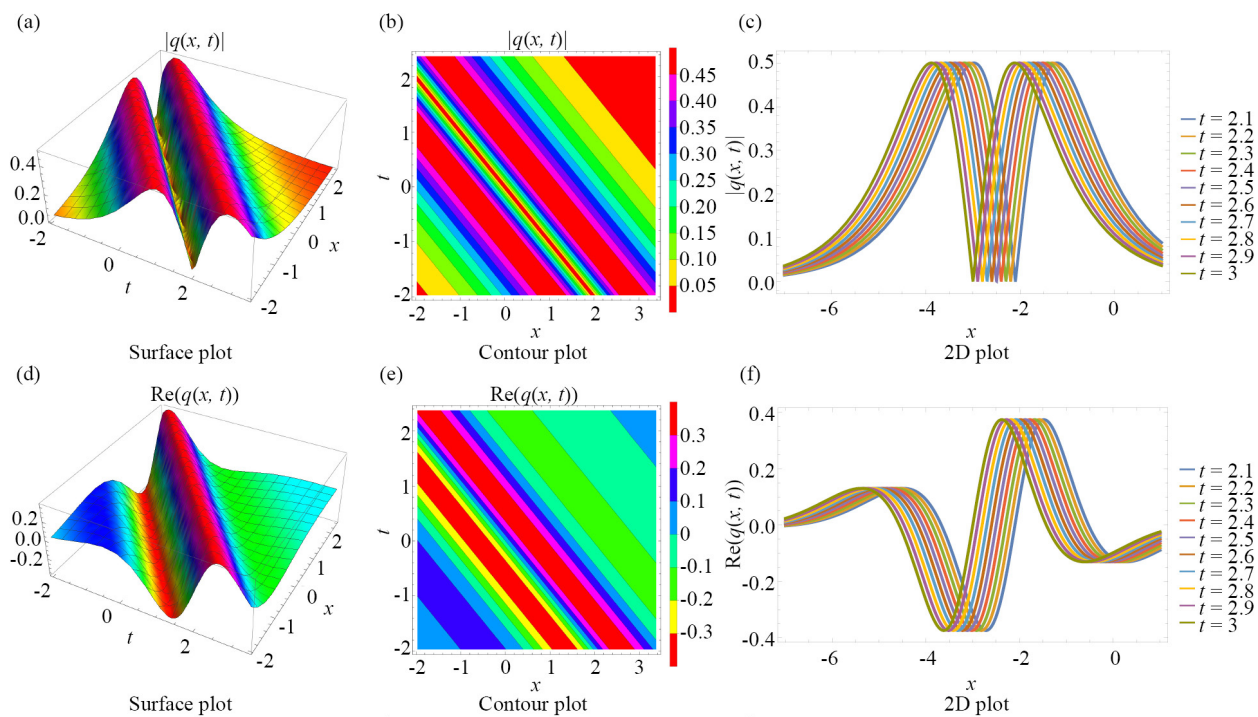 (a)
|q(x, t)|
0.4
0.2
0.0
-2
0
t
2
-2
-1
0
x
1
2
Surface plot
(b)
|q(x, t)|
2
1
t
0
-1
-2
-2 -1 0 1 2 3
x
0.45
0.40
0.35
0.30
0.25
0.20
0.15
0.10
0.05
Contour plot
(c)
0.5
0.4
0.3
0.2
0.1
0.0
|q(x, t)|
-6 -4 -2 0
x
t = 2.1
t = 2.2
t = 2.3
t = 2.4
t = 2.5
t = 2.6
t = 2.7
t = 2.8
t = 2.9
t = 3
2D plot
(d)
Re(q(x, t))
0.2
0.0
-0.2
-2
0
t
2
-2
-1
0
x
1
2
Surface plot
(e)
Re(q(x, t))
2
1
t
0
-1
-2
-2 -1 0 1 2 3
x
0.3
0.2
0.1
0
-0.1
-0.2
-0.3
Contour plot
(f)
0.4
0.2
0.0
-0.2
-0.4
Re(q(x, t))
-6 -4 -2 0
x
t = 2.1
t = 2.2
t = 2.3
t = 2.4
t = 2.5
t = 2.6
t = 2.7
t = 2.8
t = 2.9
t = 3
2D plot